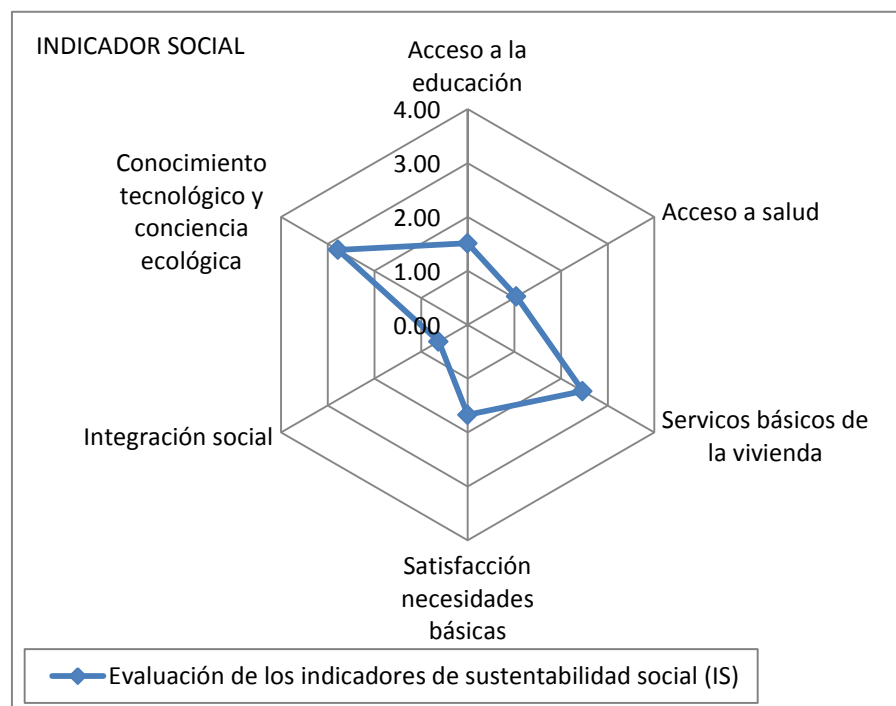 INDICADOR SOCIAL
Acceso a la
educación
4.00
3.00
2.00
1.00
0.00
Acceso a salud
Servicos básicos de
la vivienda
Satisfacción
necesidades
básicas
Integración social
Conocimiento
tecnológico y
conciencia
ecológica
Evaluación de los indicadores de sustentabilidad social (IS)